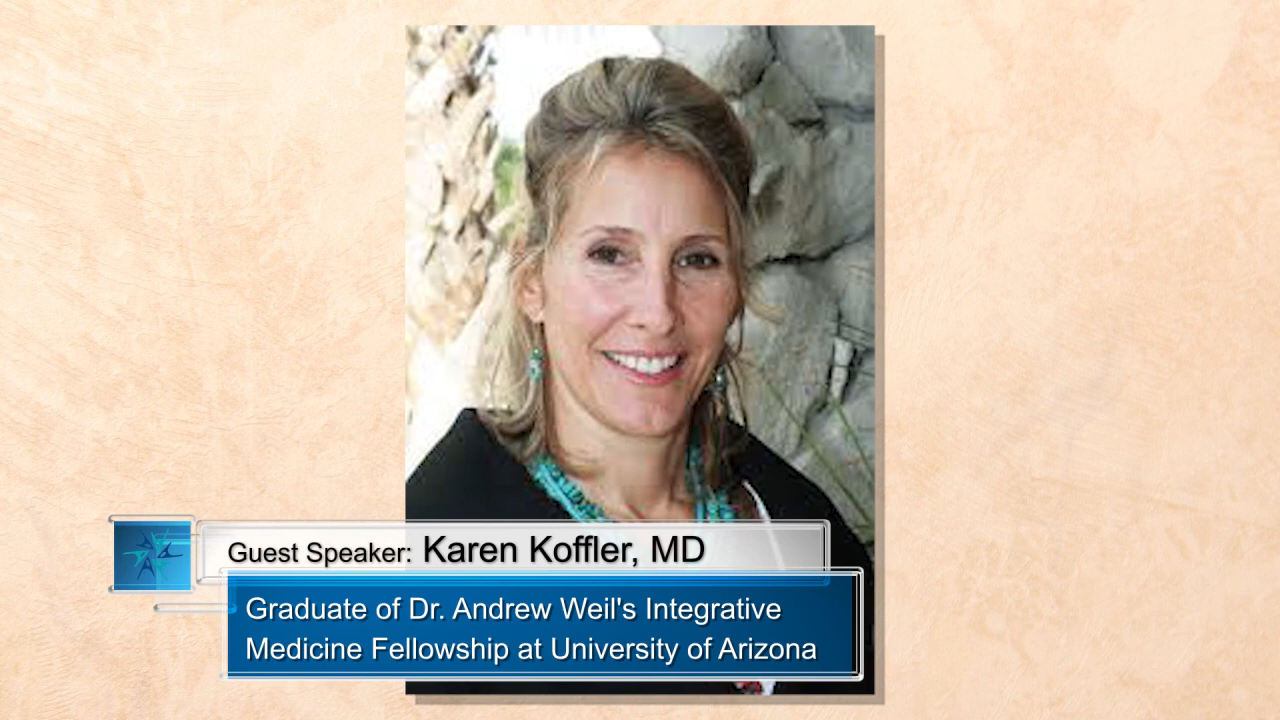 Guest Speaker: Karen Koffler, MD
Graduate of Dr. Andrew Weil's Integrative
Medicine Fellowship at University of Arizona